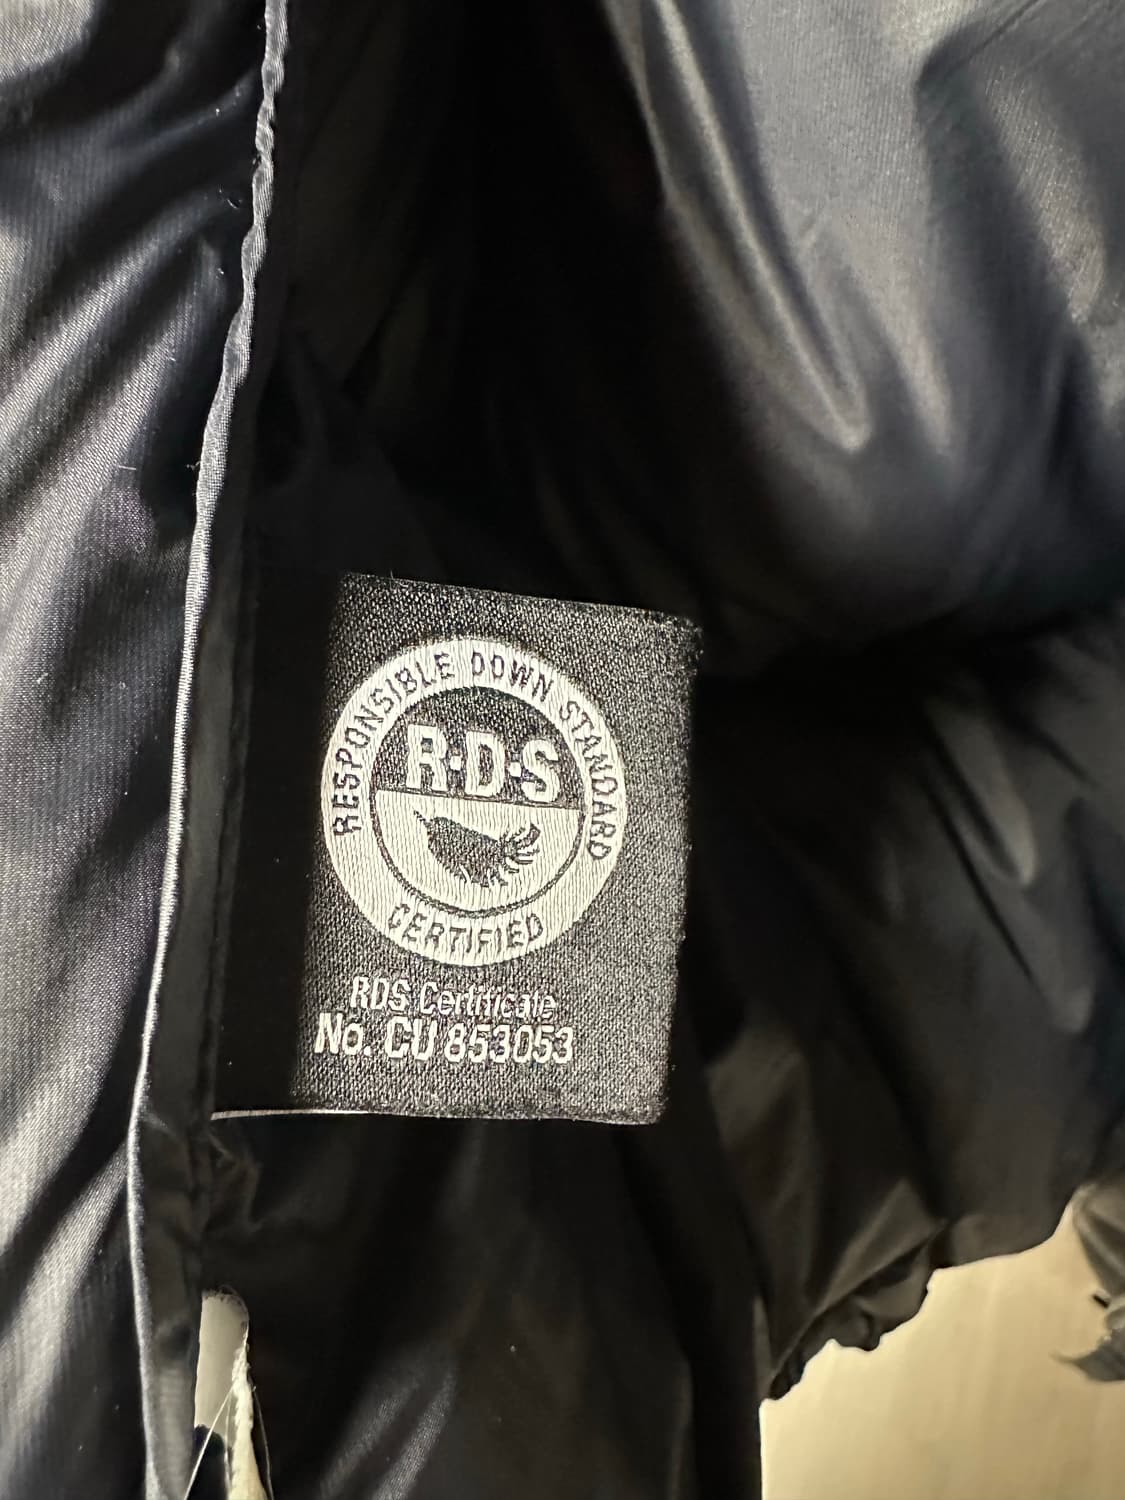 RESPONSIBLE DOWN STANDARD
R·D·S
CERTIFIED
RDS Certificate
No. CU 853053